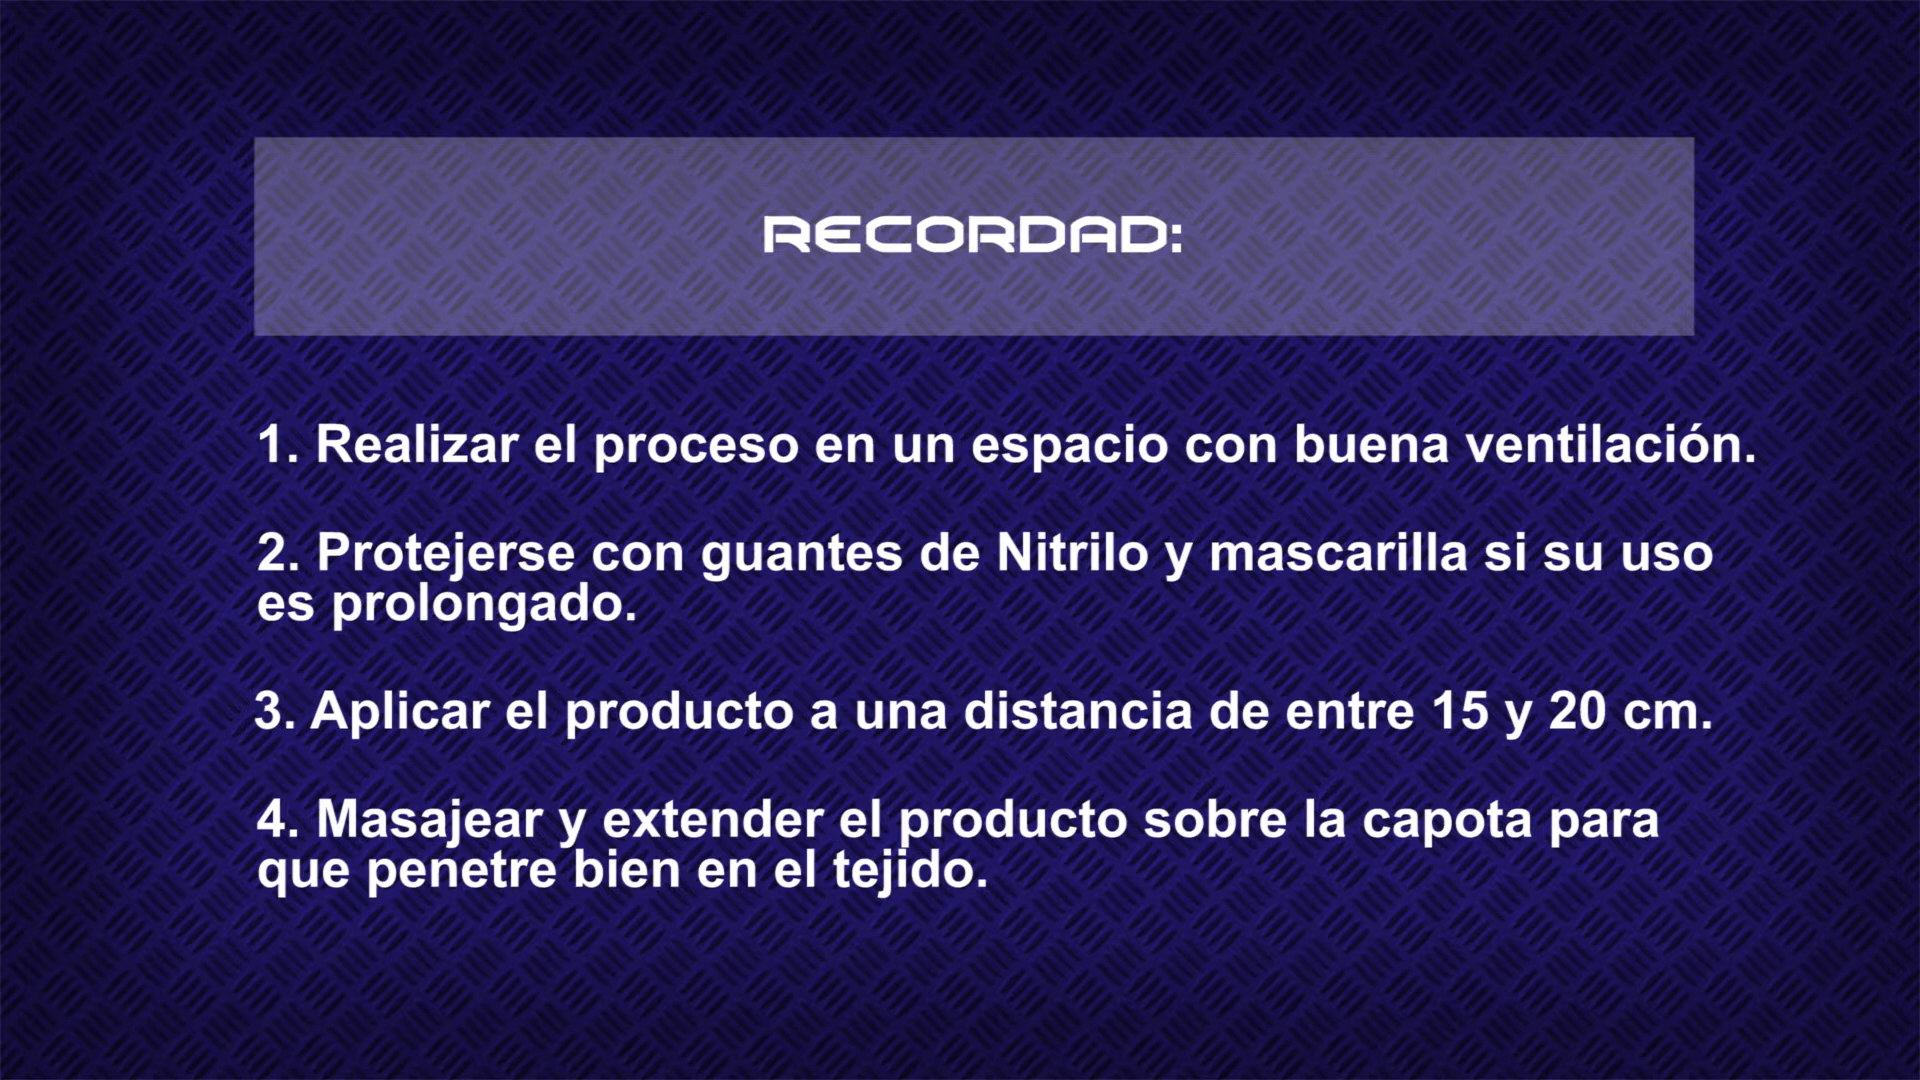 RECORDAD:
1. Realizar el proceso en un espacio con buena ventilación.
2. Protejerse con guantes de Nitrilo y mascarilla si su uso
es prolongado.
3. Aplicar el producto a una distancia de entre 15 y 20 cm.
4. Masajear y extender el producto sobre la capota para
que penetre bien en el tejido.